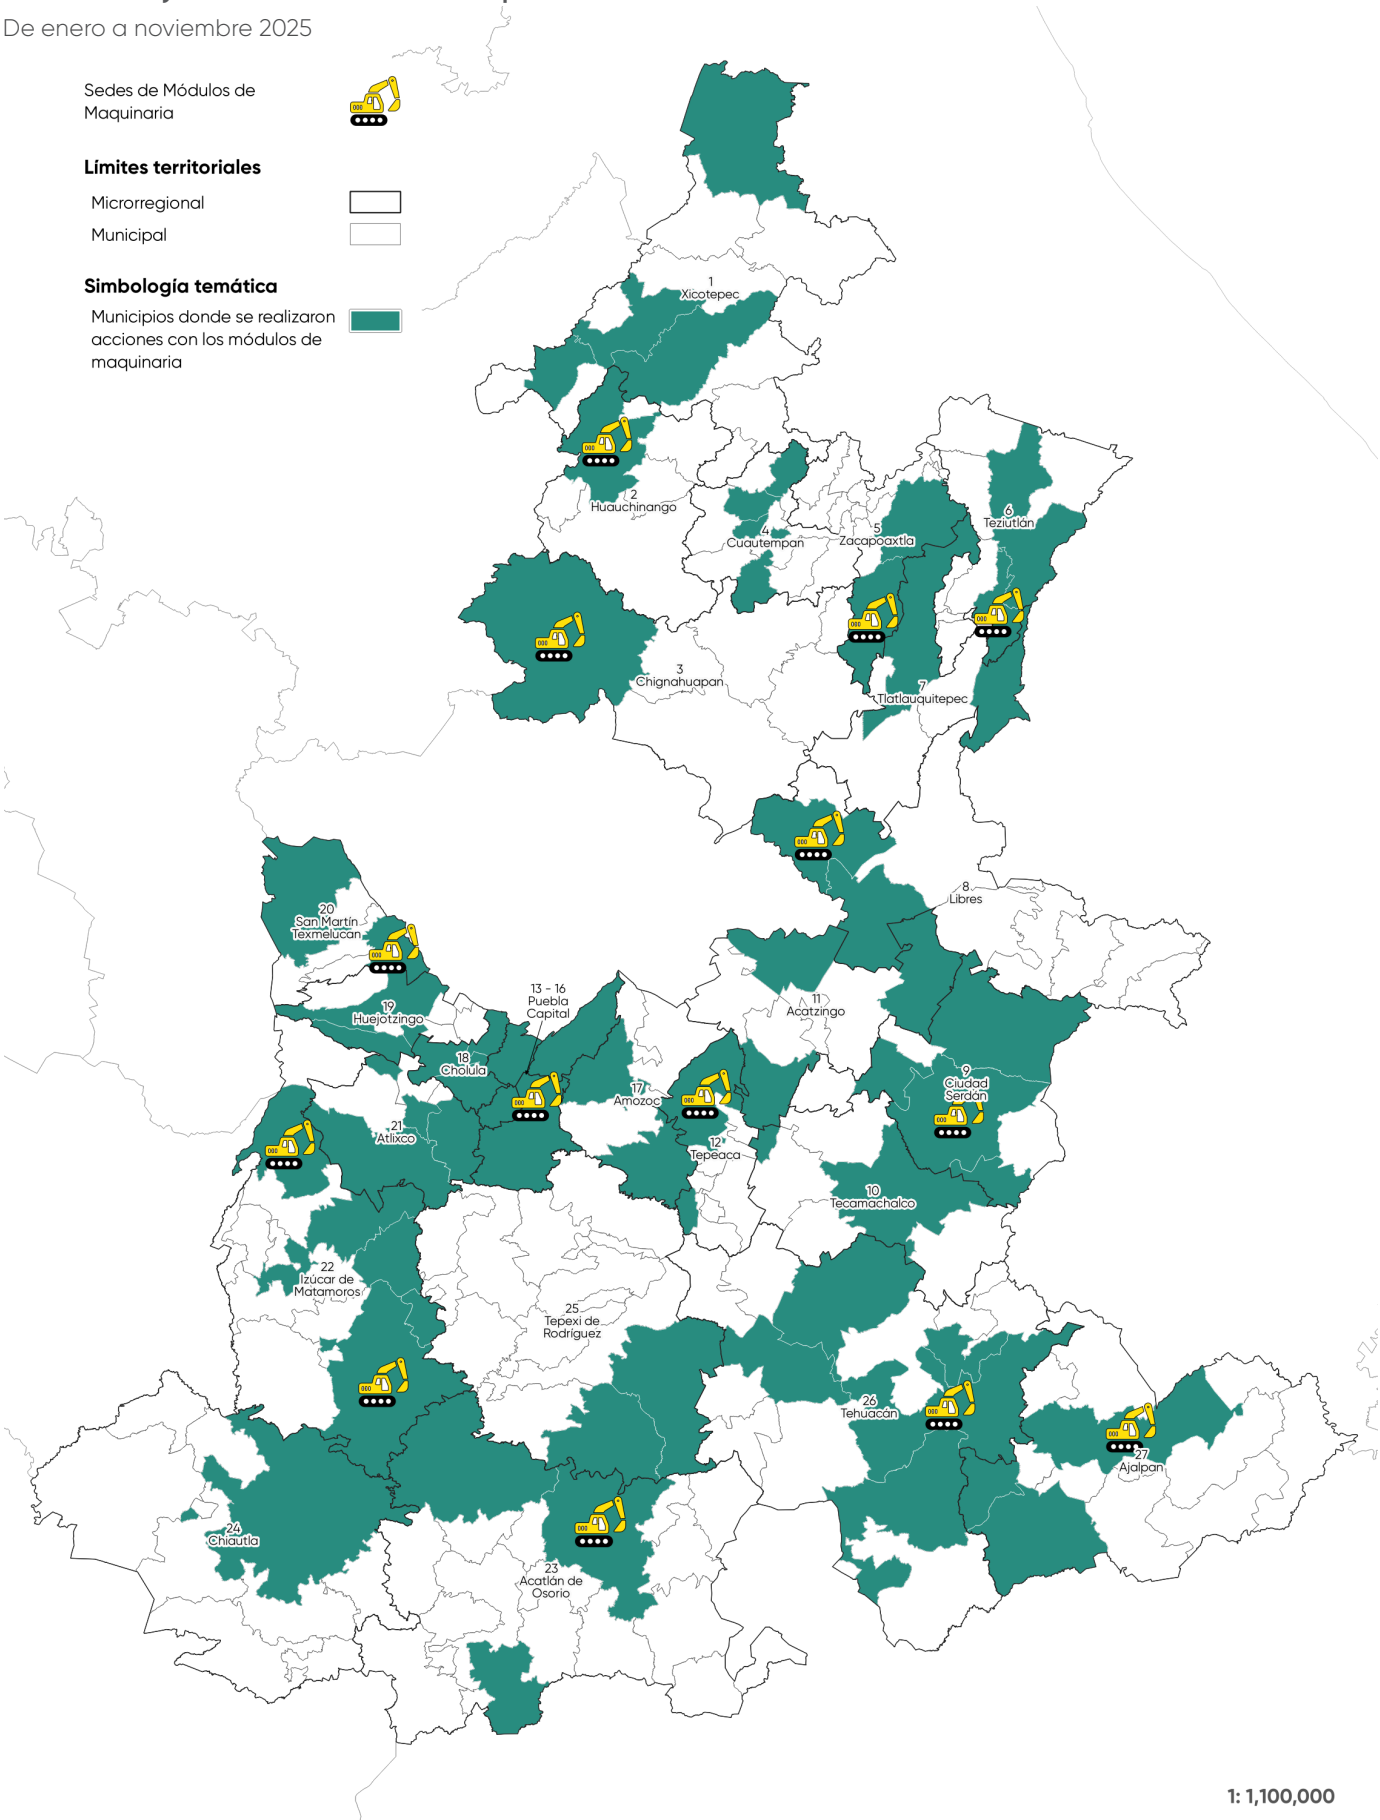 De enero a noviembre 2025
Sedes de Módulos de
Maquinaria
Límites territoriales
Microrregional
Municipal
Simbología temática
Municipios donde se realizaron
acciones con los módulos de
maquinaria
1
Xicotepec
2
Huauchinango
4
Cuautempan
5
Zacapoaxtla
6
Teziutlán
3
Chignahuapan
7
Tlatlauquitepec
8
Libres
20
San Martín
Texmelucan
13 - 16
Puebla
Capital
11
Acatzingo
19
Huejotzingo
18
Cholula
9
Ciudad
Serdán
17
Amozoc
21
Atlixco
12
Tepeaca
10
Tecamachalco
22
Izúcar de
Matamoros
25
Tepexi de
Rodríguez
26
Tehuacán
27
Ajalpan
24
Chiautla
23
Acatlán de
Osorio
1: 1,100,000